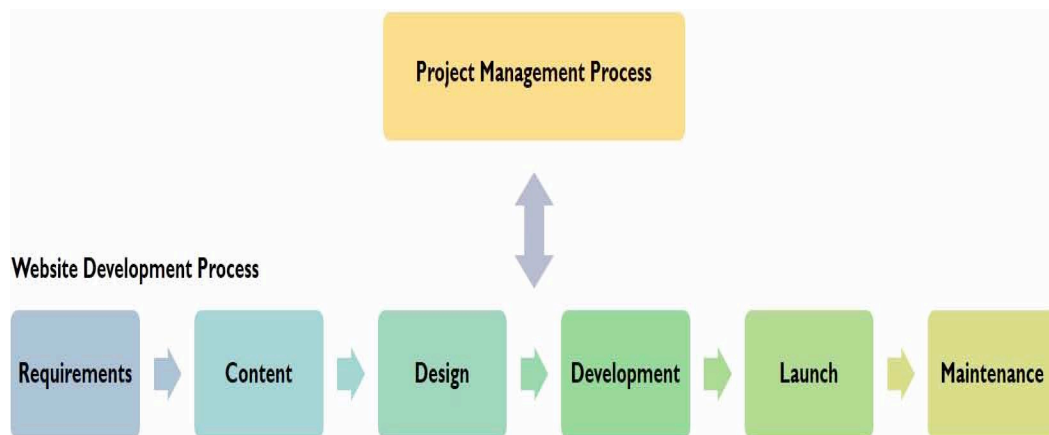 Project Management Process
Website Development Process
Requirements
Content
Design
Development
Launch
Maintenance